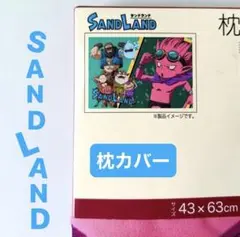 SAND LAND
サンドランド
SANDLAND
枕
※製品イメージです。
枕カバー
サイズ 43×63cm